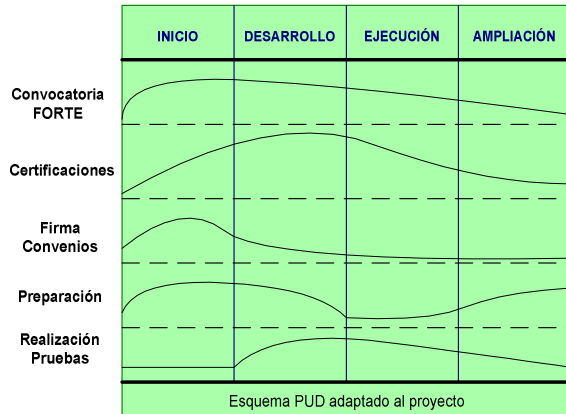 INICIO DESARROLLO EJECUCIÓN AMPLIACIÓN
Convocatoria
FORTE
Certificaciones
Firma
Convenios
Preparación
Realización
Pruebas
Esquema PUD adaptado al proyecto